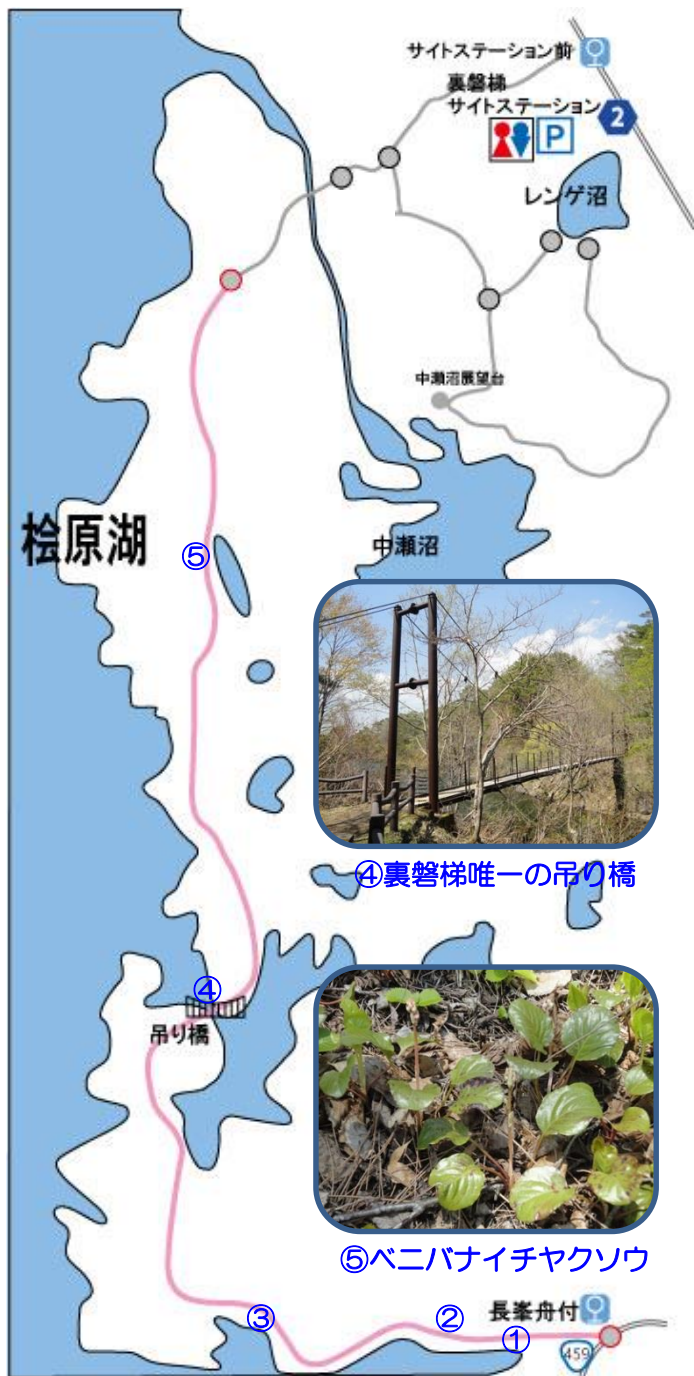 サイトステーション前
裏磐梯
サイトステーション
2
P
レンゲ沼
中瀬沼展望台
桧原湖
⑤
中瀬沼
④裏磐梯唯一の吊り橋
④
吊り橋
⑤ベニバナイチヤクソウ
長峯舟付
③
②
①
459